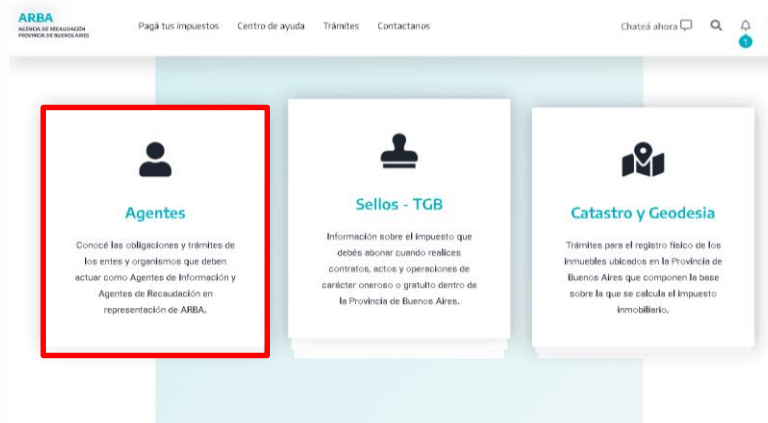 ARBA
AGENCIA DE RECAUDACIÓN
PROVINCIA DE BUENOS AIRES
Pagá tus impuestos Centro de ayuda Trámites Contactanos
Chateá ahora
1
Agentes
Conocé las obligaciones y trámites de
los entes y organismos que deben
actuar como Agentes de Información y
Agentes de Recaudación en
representación de ARBA.
Sellos - TGB
Información sobre el impuesto que
debés abonar cuando realices
contratos, actos y operaciones de
carácter oneroso o gratuito dentro de
la Provincia de Buenos Aires.
Catastro y Geodesia
Trámites para el registro físico de los
inmuebles ubicados en la Provincia de
Buenos Aires que componen la base
sobre la que se calcula el impuesto
inmobiliario.